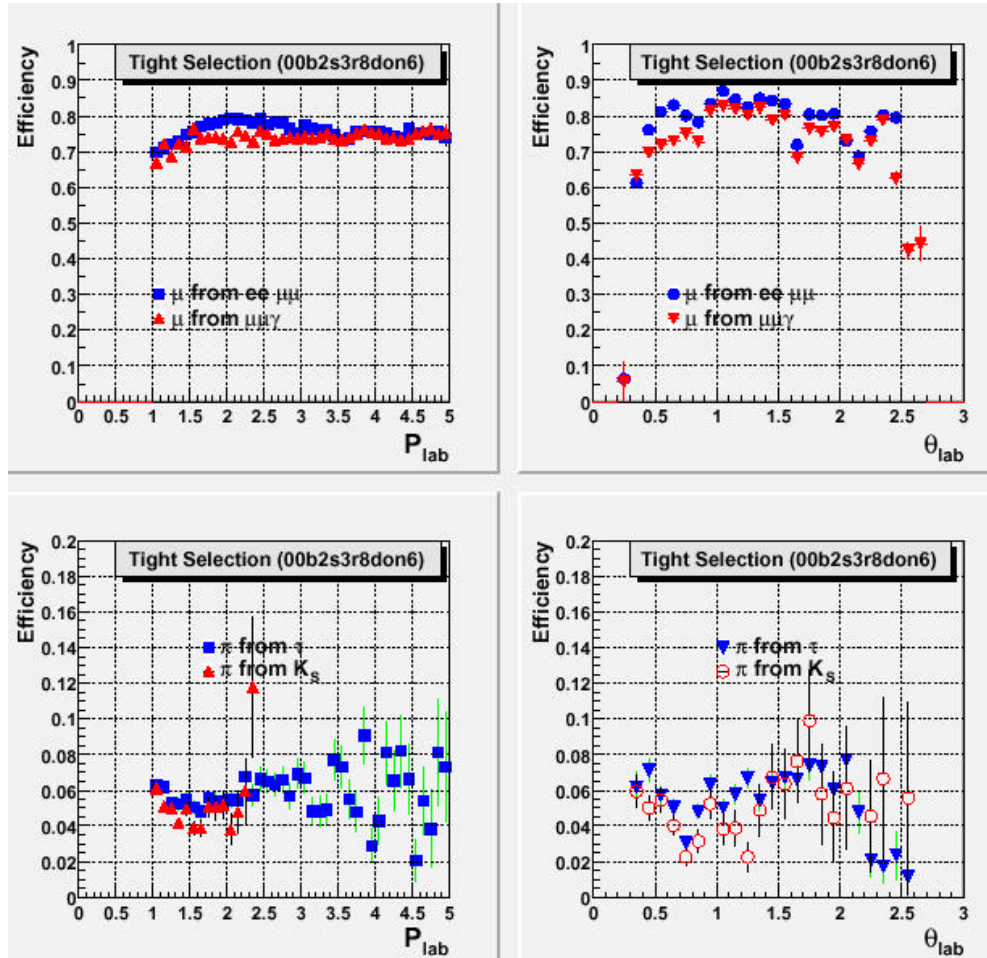 Efficiency
1
0.9
0.8
0.7
0.6
0.5
0.4
0.3
0.2
0.1
0
Tight Selection (00b2s3r8don6)
μ from ee μμ
μ from μμγ
0 0.5 1 1.5 2 2.5 3 3.5 4 4.5 5
P lab
Efficiency
1
0.9
0.8
0.7
0.6
0.5
0.4
0.3
0.2
0.1
0
Tight Selection (00b2s3r8don6)
μ from ee μμ
μ from μμγ
0 0.5 1 1.5 2 2.5 3
θ lab
Efficiency
0.2
0.18
0.16
0.14
0.12
0.1
0.08
0.06
0.04
0.02
0
Tight Selection (00b2s3r8don6)
π from τ
π from Ks
0 0.5 1 1.5 2 2.5 3 3.5 4 4.5 5
P lab
Efficiency
0.2
0.18
0.16
0.14
0.12
0.1
0.08
0.06
0.04
0.02
0
Tight Selection (00b2s3r8don6)
π from τ
π from Ks
0 0.5 1 1.5 2 2.5 3
θ lab